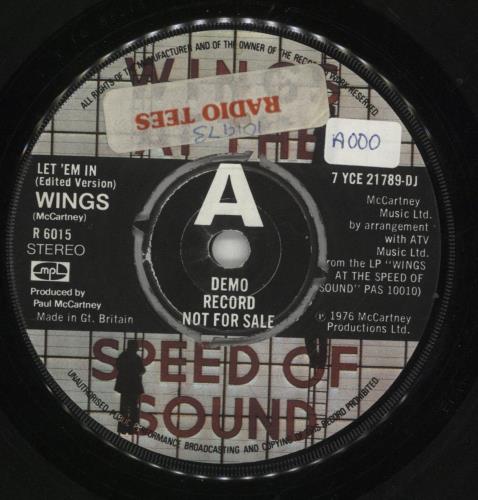 ALL RIGHTS OF THE MANUFACTURER AND OF THE OWNER OF THE RECORDED WORK RESERVED
WINGS
AT THE
RADIO TEES
A000
LET 'EM IN
(Edited Version)
WINGS
(McCartney)
R 6015
STEREO
mpl
Produced by
Paul McCartney
Made in Gt. Britain
A
DEMO
RECORD
NOT FOR SALE
7 YCE 21789-DJ
McCartney
Music Ltd.
by arrangement
with ATV
Music Ltd.
from the LP "WINGS
AT THE SPEED OF
SOUND" PAS 10010)
℗ 1976 McCartney
Productions Ltd.
SPEED OF
SOUND
UNAUTHORISED PUBLIC PERFORMANCE BROADCASTING AND COPYING OF THIS RECORD PROHIBITED.